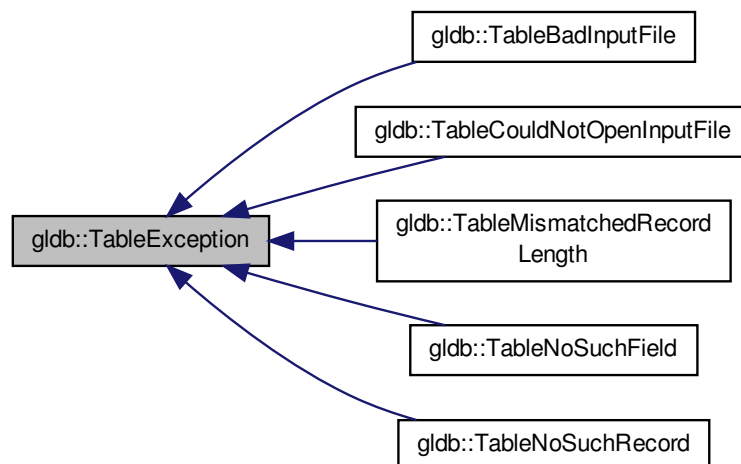 gldb::TableBadInputFile
gldb::TableCouldNotOpenInputFile
gldb::TableException
gldb::TableMismatchedRecord
Length
gldb::TableNoSuchField
gldb::TableNoSuchRecord